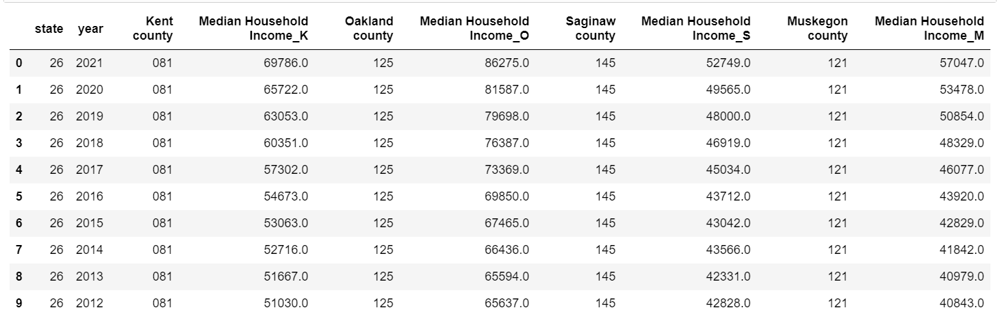 state year Kent county Median Household Income_K Oakland county Median Household Income_O Saginaw county Median Household Income_S Muskegon county Median Household Income_M
0 26 2021 081 69786.0 125 86275.0 145 52749.0 121 57047.0
1 26 2020 081 65722.0 125 81587.0 145 49565.0 121 53478.0
2 26 2019 081 63053.0 125 79698.0 145 48000.0 121 50854.0
3 26 2018 081 60351.0 125 76387.0 145 46919.0 121 48329.0
4 26 2017 081 57302.0 125 73369.0 145 45034.0 121 46077.0
5 26 2016 081 54673.0 125 69850.0 145 43712.0 121 43920.0
6 26 2015 081 53063.0 125 67465.0 145 43042.0 121 42829.0
7 26 2014 081 52716.0 125 66436.0 145 43566.0 121 41842.0
8 26 2013 081 51667.0 125 65594.0 145 42331.0 121 40979.0
9 26 2012 081 51030.0 125 65637.0 145 42828.0 121 40843.0